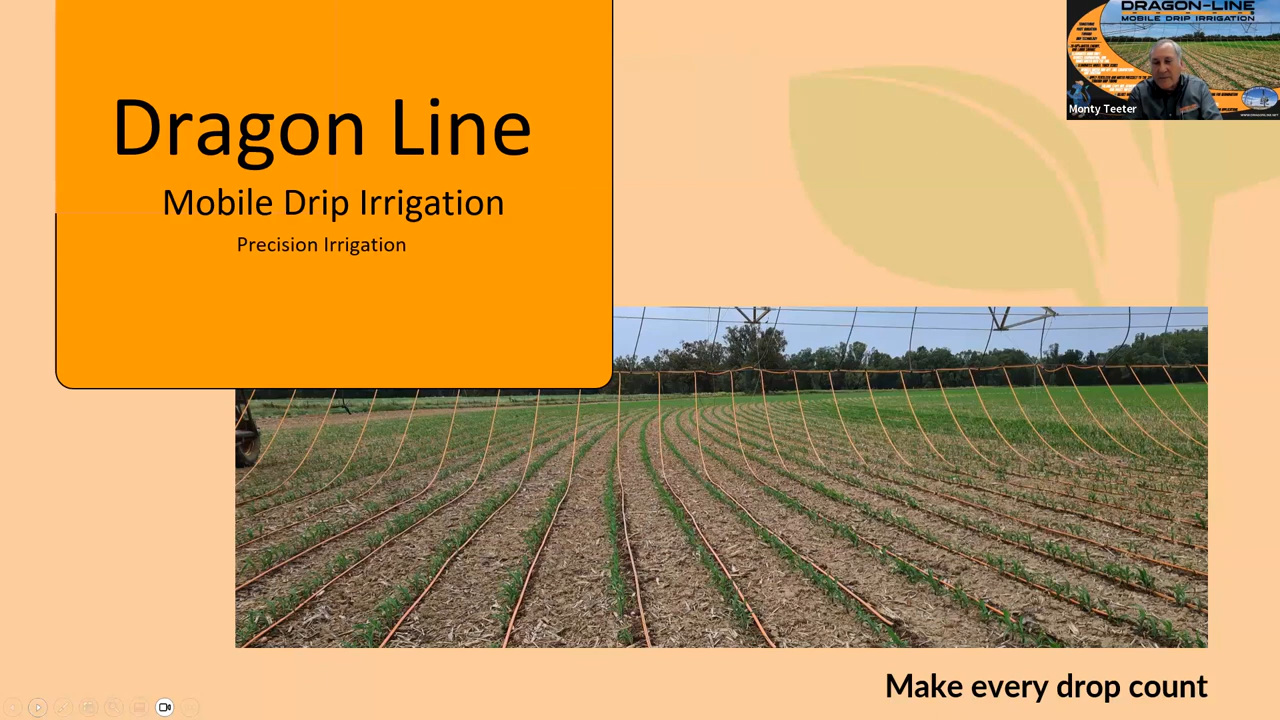 Dragon Line
Mobile Drip Irrigation
Precision Irrigation
DRAGON-LINE
MOBILE DRIP IRRIGATION
Monty Teeter
Make every drop count